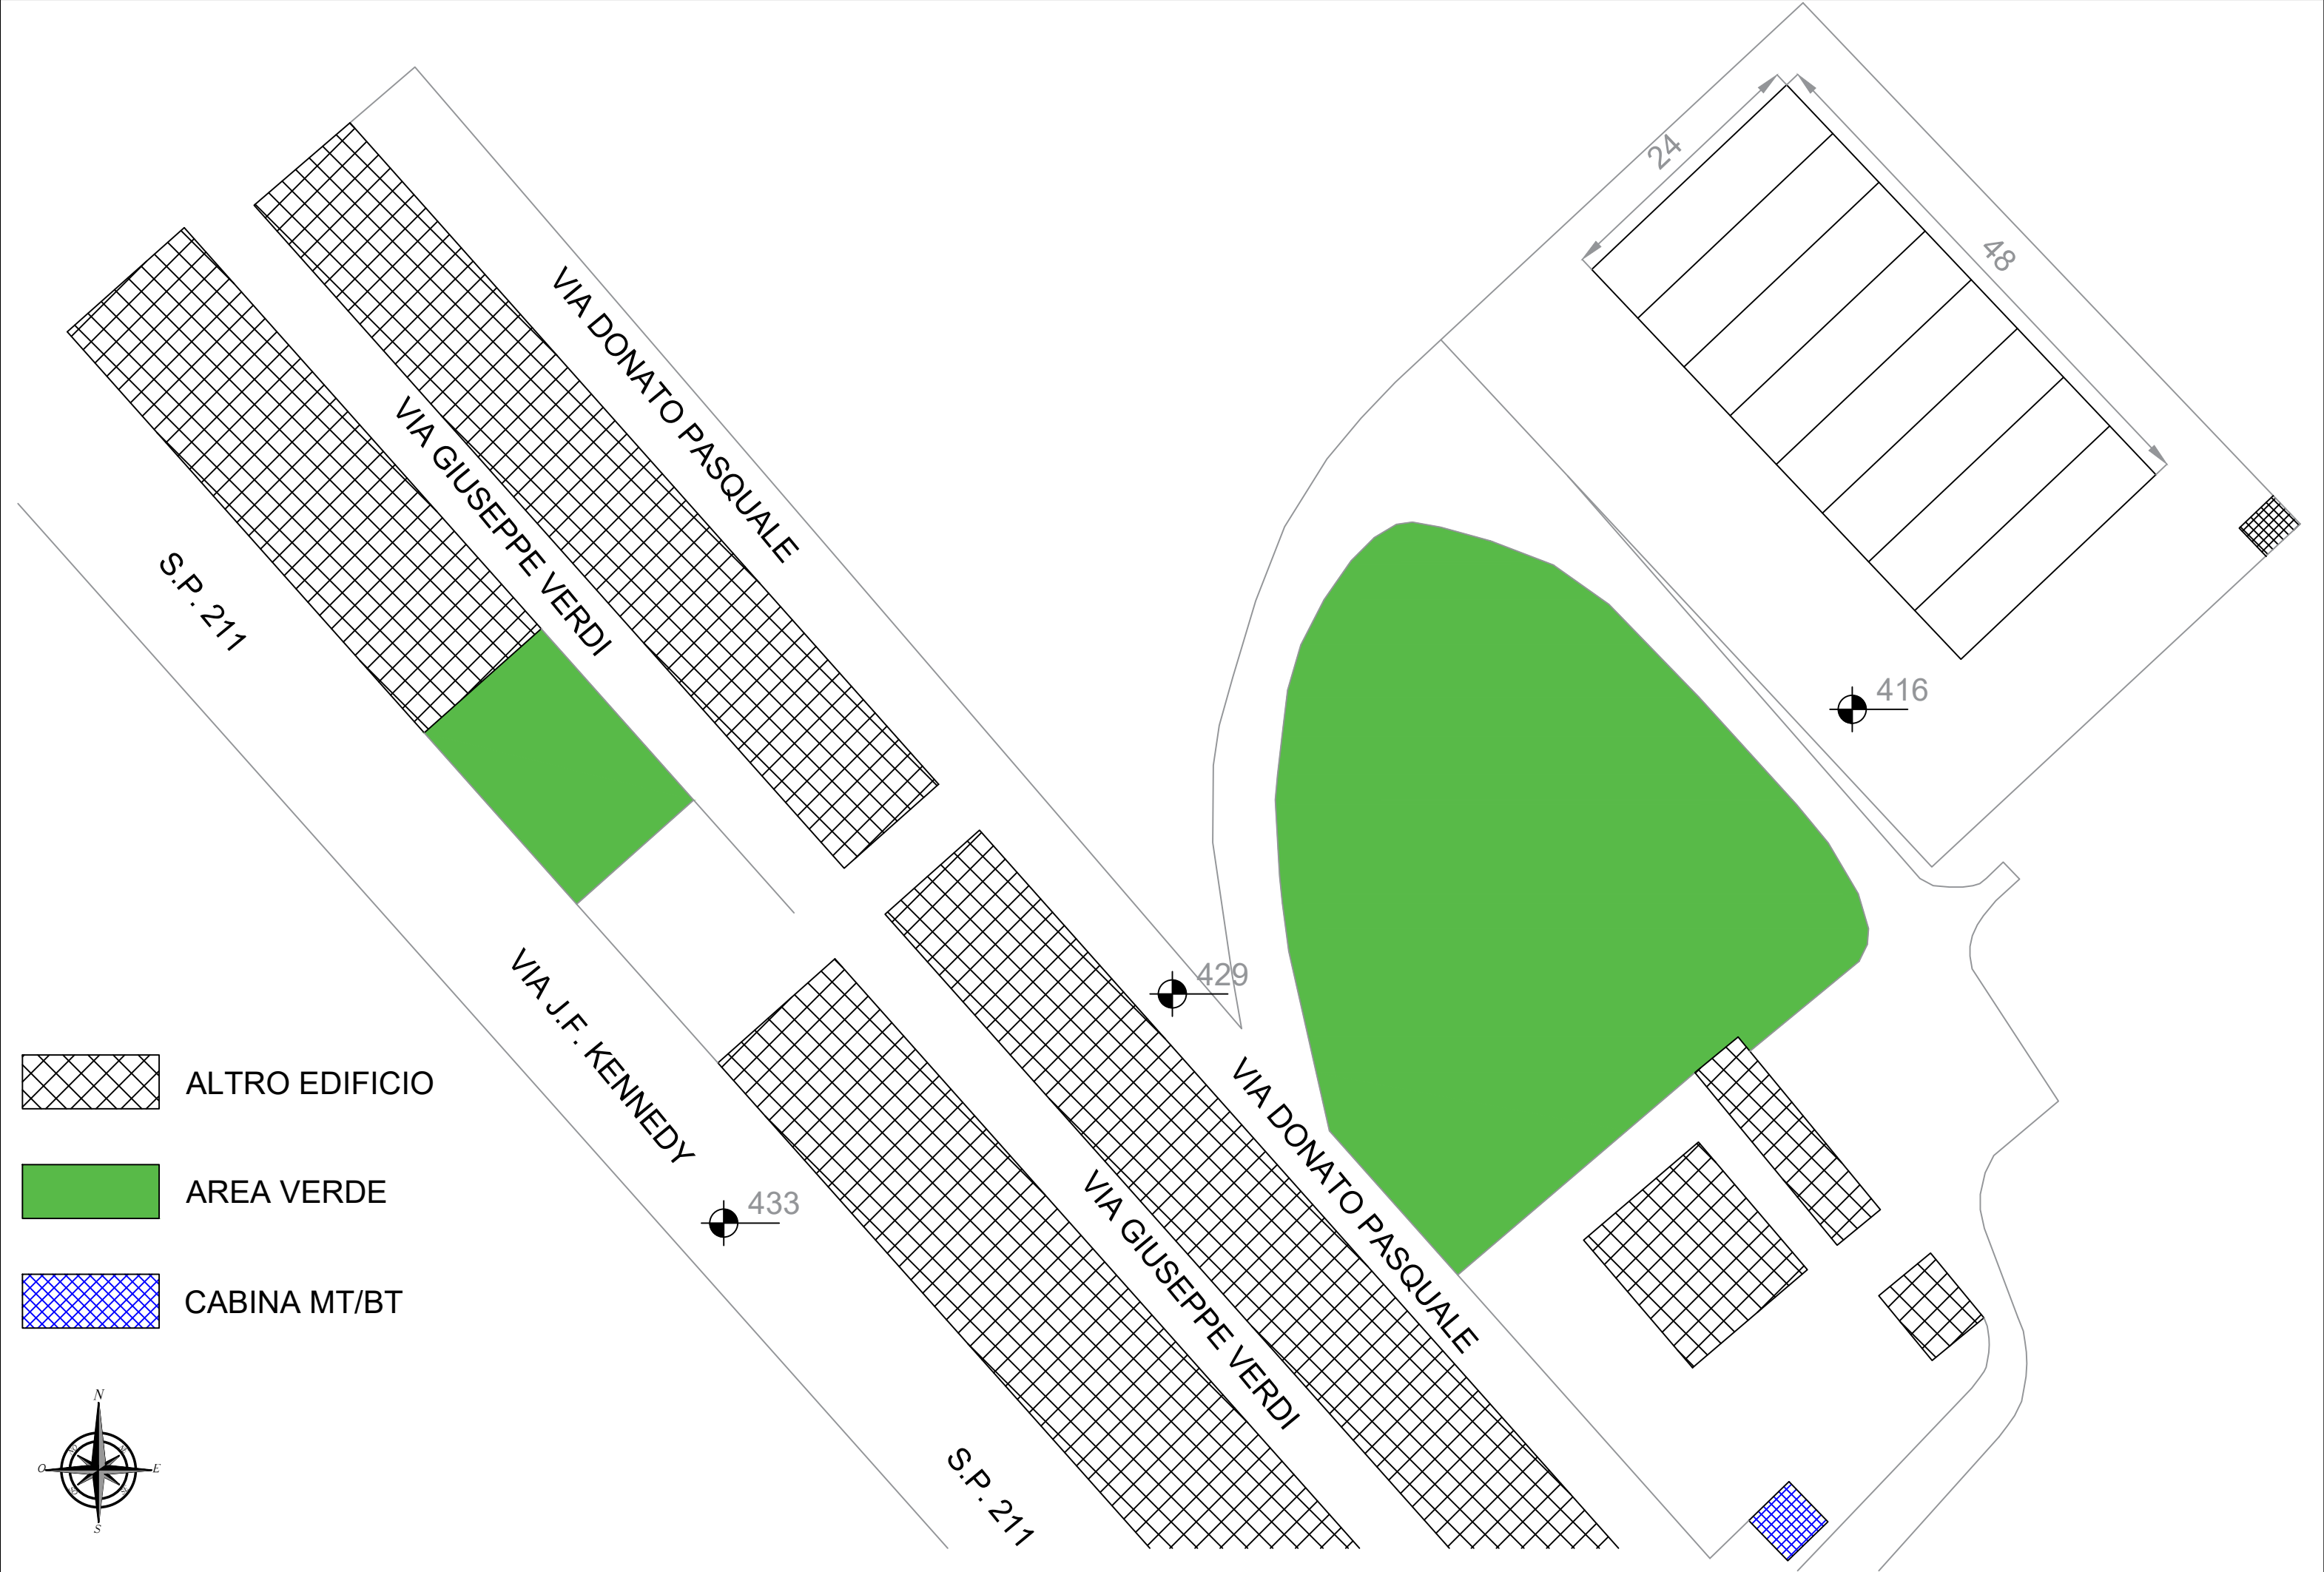 24
48
VIA DONATO PASQUALE
VIA GIUSEPPE VERDI
S.P. 211
416
429
VIA J.F. KENNEDY
VIA DONATO PASQUALE
VIA GIUSEPPE VERDI
433
S.P. 211
ALTRO EDIFICIO
AREA VERDE
CABINA MT/BT
N
O
E
S